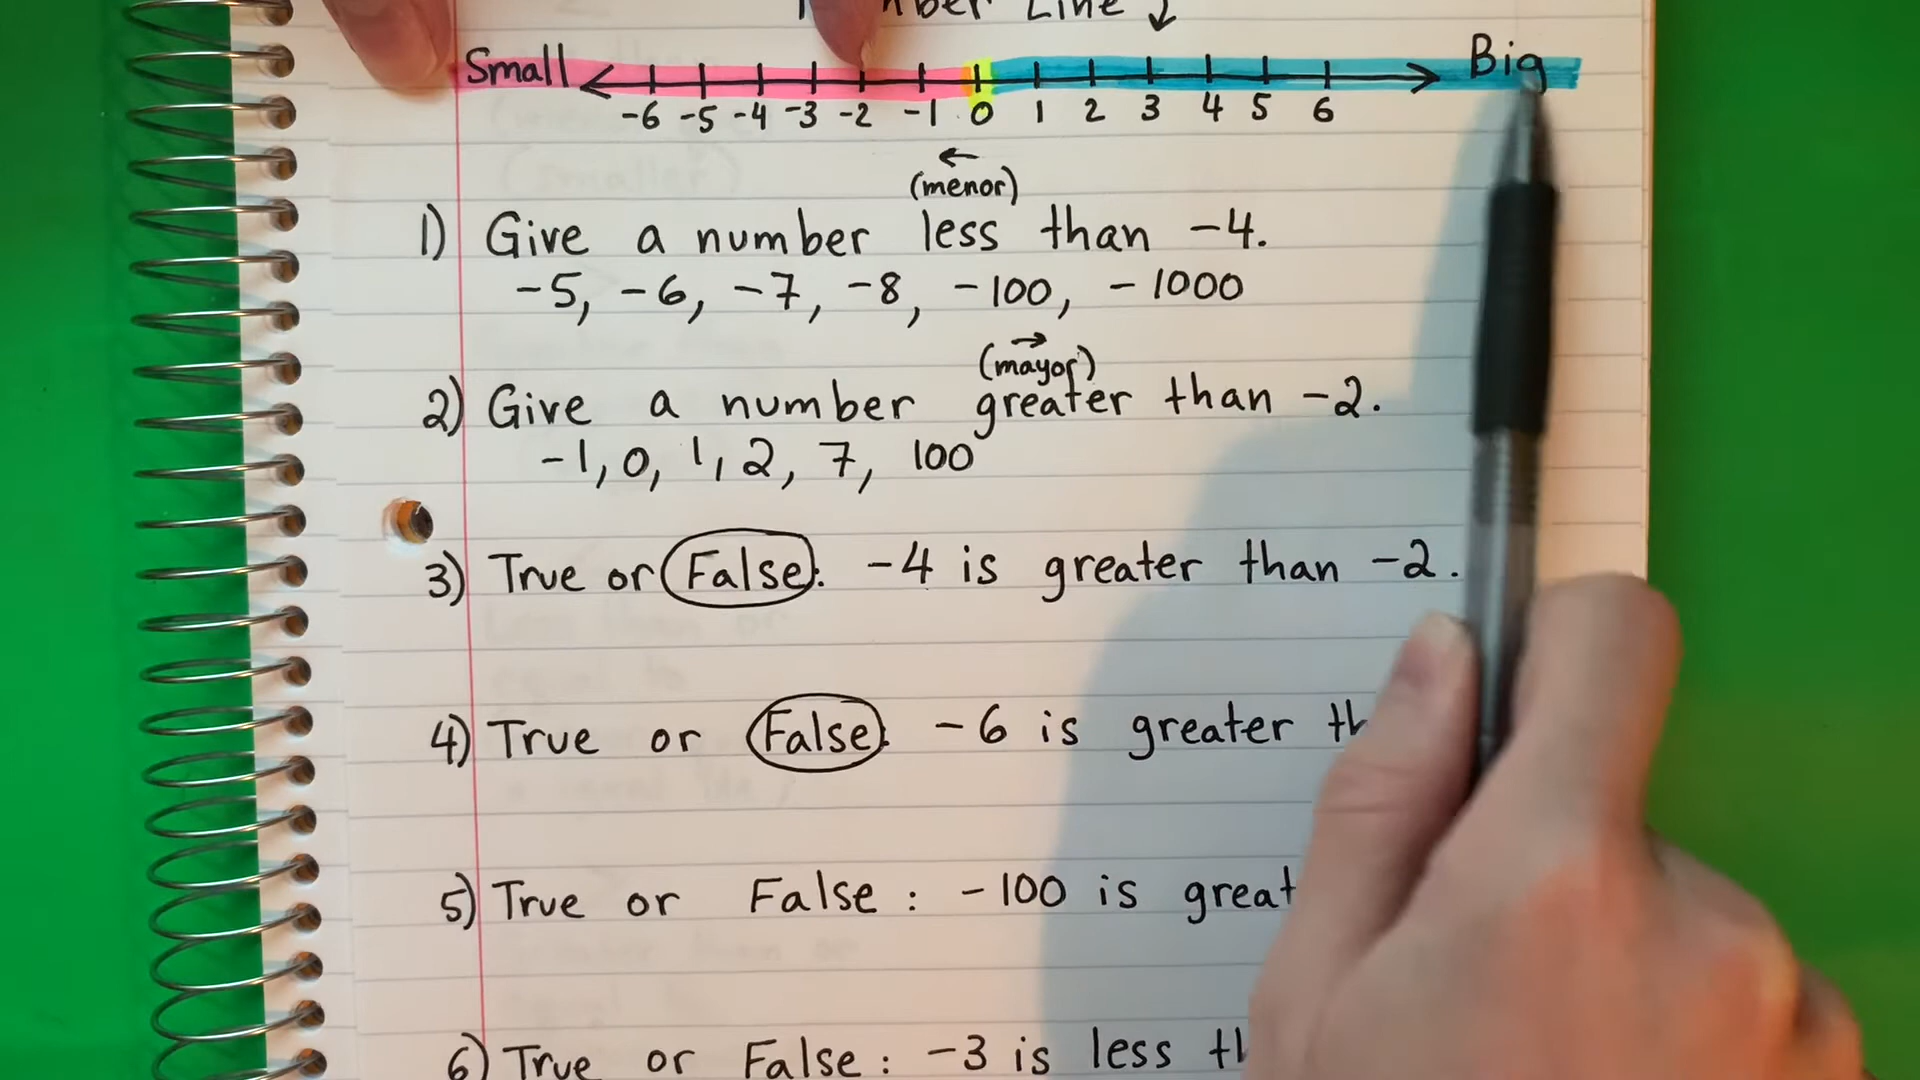 Line ↓
Small -6 -5 -4 -3 -2 -1 0 1 2 3 4 5 6 Big
←
(menor)
1) Give a number less than -4.
-5, -6, -7, -8, -100, -1000
→
(mayor)
2) Give a number greater than -2.
-1, 0, 1, 2, 7, 100
3) True or False: -4 is greater than -2.
4) True or False: -6 is greater
5) True or False: -100 is
6) True or False: -3 is less